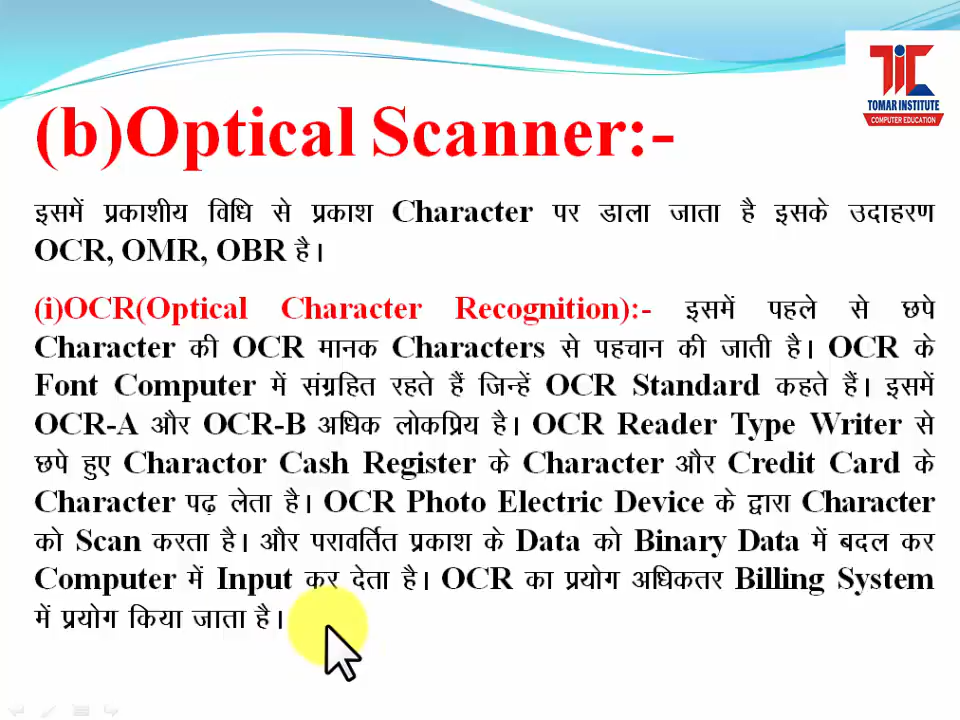 TIC
TOMAR INSTITUTE
COMPUTER EDUCATION
(b)Optical Scanner:-
इसमें प्रकाशीय विधि से प्रकाश Character पर डाला जाता है इसके उदाहरण
OCR, OMR, OBR है।
(i)OCR(Optical Character Recognition):- इसमें पहले से छपे
Character की OCR मानक Characters से पहचान की जाती है। OCR के
Font Computer में संग्रहित रहते हैं जिन्हें OCR Standard कहते हैं। इसमें
OCR-A और OCR-B अधिक लोकप्रिय है। OCR Reader Type Writer से
छपे हुए Charactor Cash Register के Character और Credit Card के
Character पढ़ लेता है। OCR Photo Electric Device के द्वारा Character
को Scan करता है। और परावर्तित प्रकाश के Data को Binary Data में बदल कर
Computer में Input कर देता है। OCR का प्रयोग अधिकतर Billing System
में प्रयोग किया जाता है।